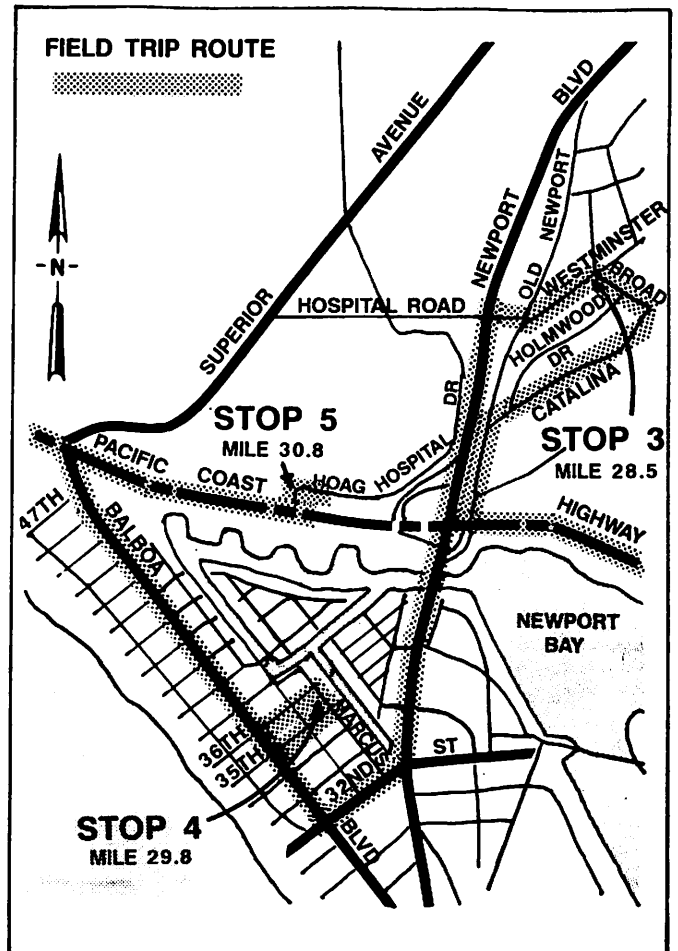 FIELD TRIP ROUTE
-N-
SUPERIOR AVENUE
NEWPORT BLVD
OLD NEWPORT
WESTMINSTER
BROAD
HOSPITAL ROAD
HOLMWOOD DR
CATALINA
STOP 5
MILE 30.8
HOAG HOSPITAL DR
STOP 3
MILE 28.5
PACIFIC COAST HIGHWAY
47TH
BALBOA BLVD
NEWPORT
BAY
MARCUS
36TH
35TH
32ND ST
STOP 4
MILE 29.8